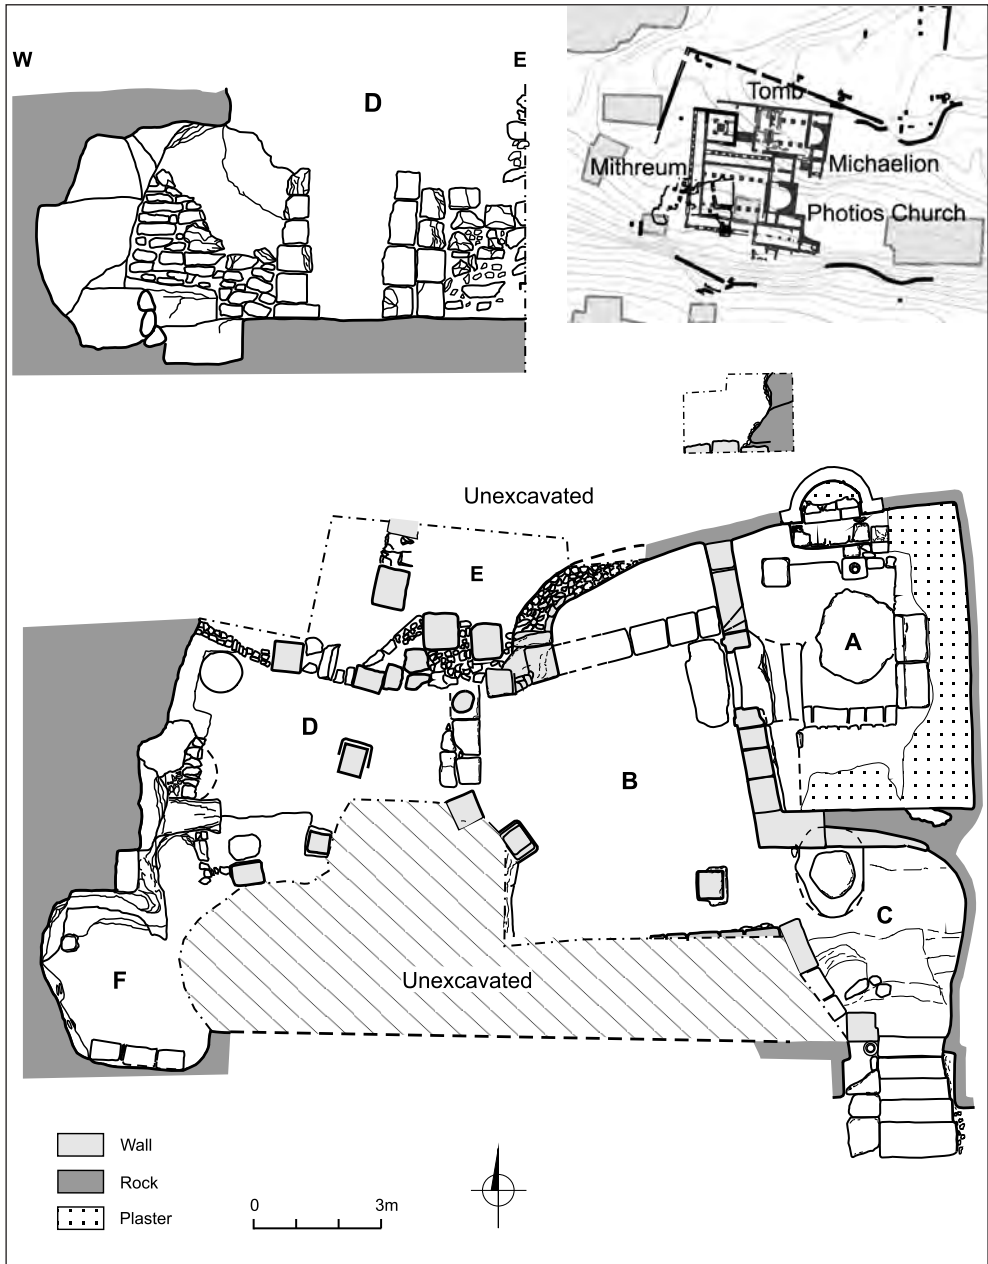 W
E
D
Tomb
Mithreum
Michaelion
Photios Church
Unexcavated
E
A
D
B
C
F
Unexcavated
Wall
Rock
Plaster
0 3m